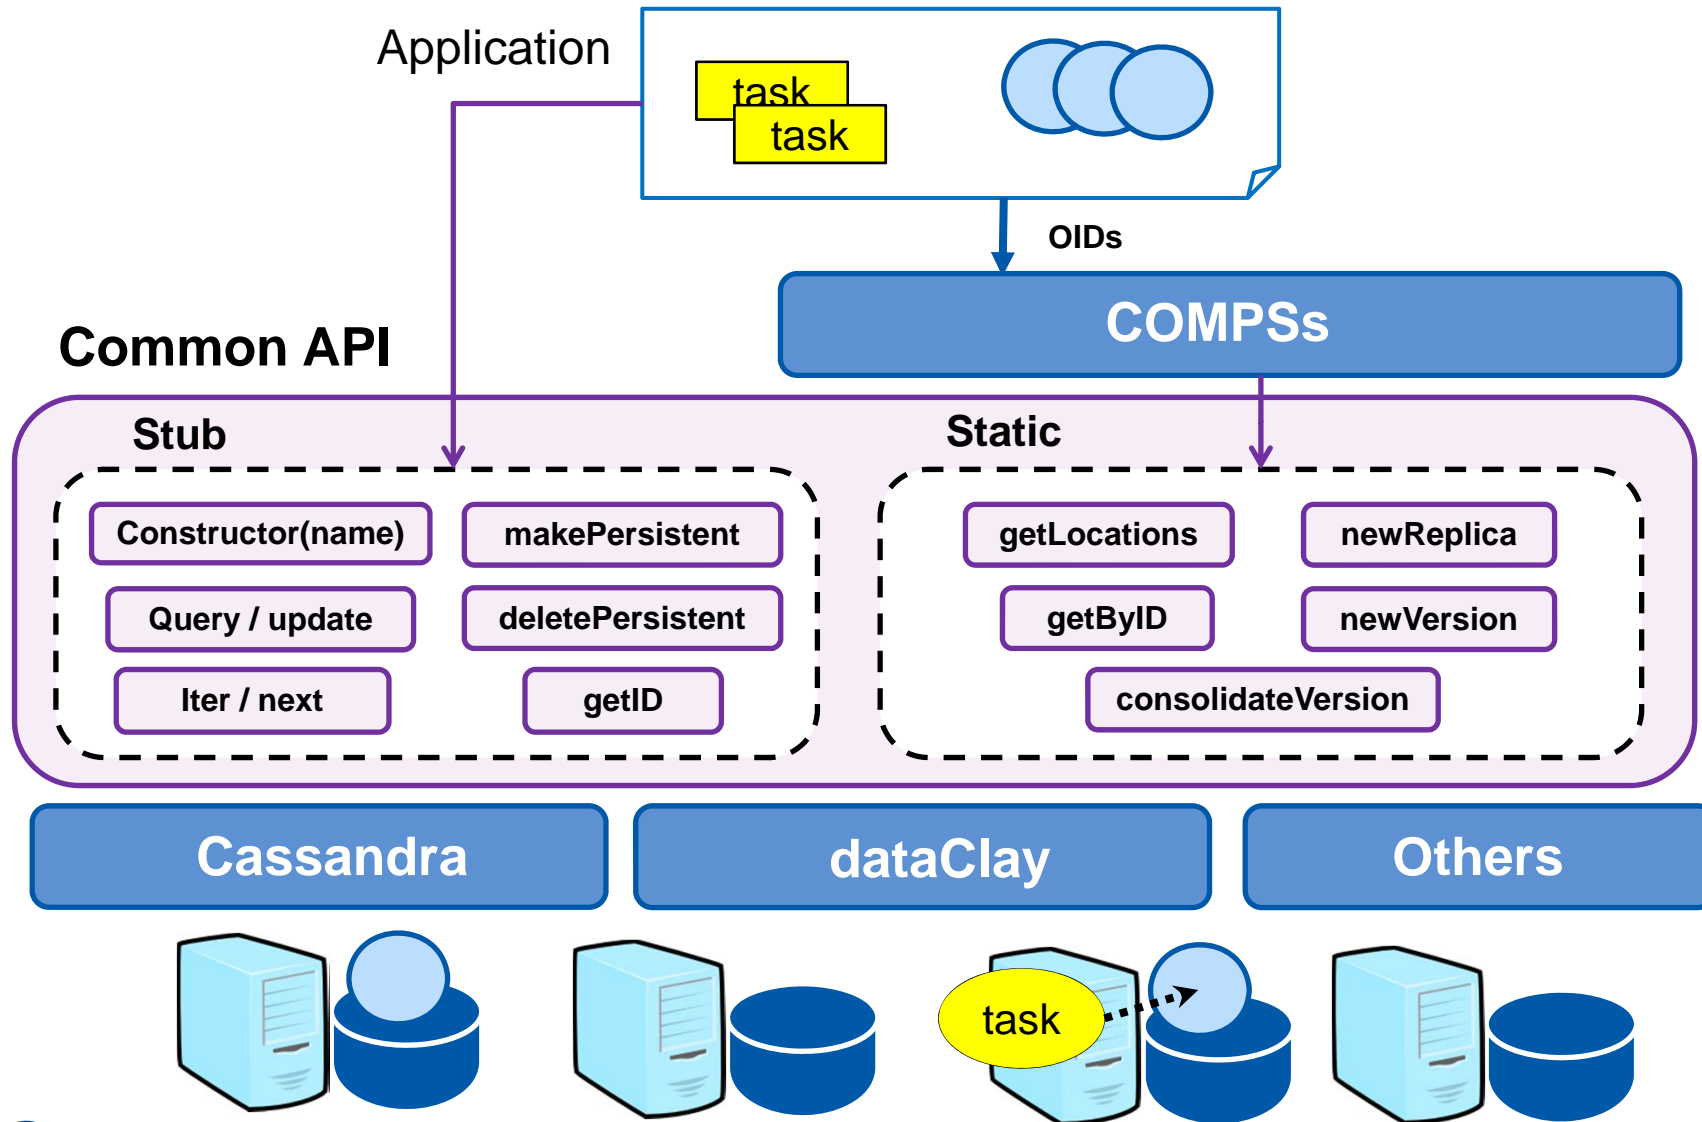 Application
task
task
OIDs
COMPSs
Common API
Stub
Static
Constructor(name)
makePersistent
getLocations
newReplica
Query / update
deletePersistent
getByID
newVersion
Iter / next
getID
consolidateVersion
Cassandra
dataClay
Others
task